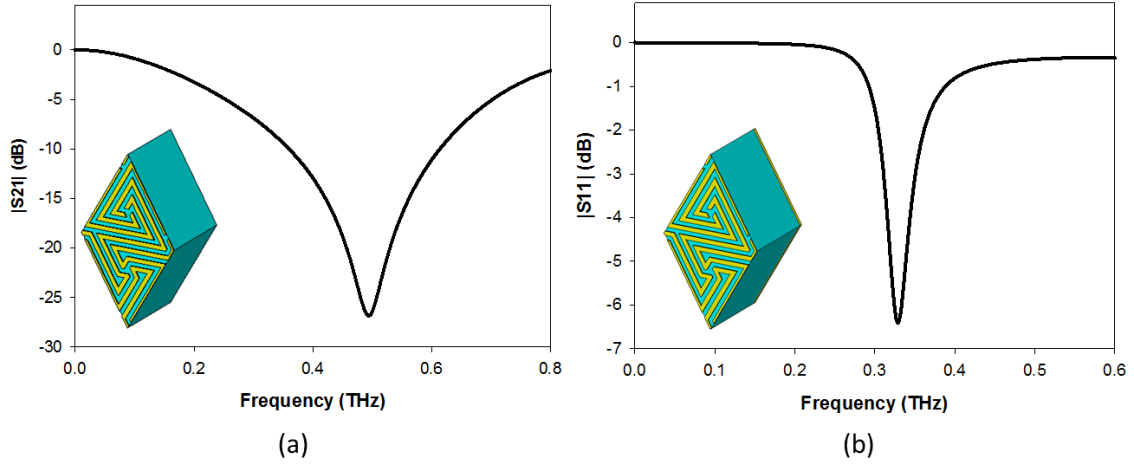 |S21| (dB)
0
-5
-10
-15
-20
-25
-30
0.0 0.2 0.4 0.6 0.8
Frequency (THz)
(a)
|S11| (dB)
0
-1
-2
-3
-4
-5
-6
-7
0.0 0.1 0.2 0.3 0.4 0.5 0.6
Frequency (THz)
(b)